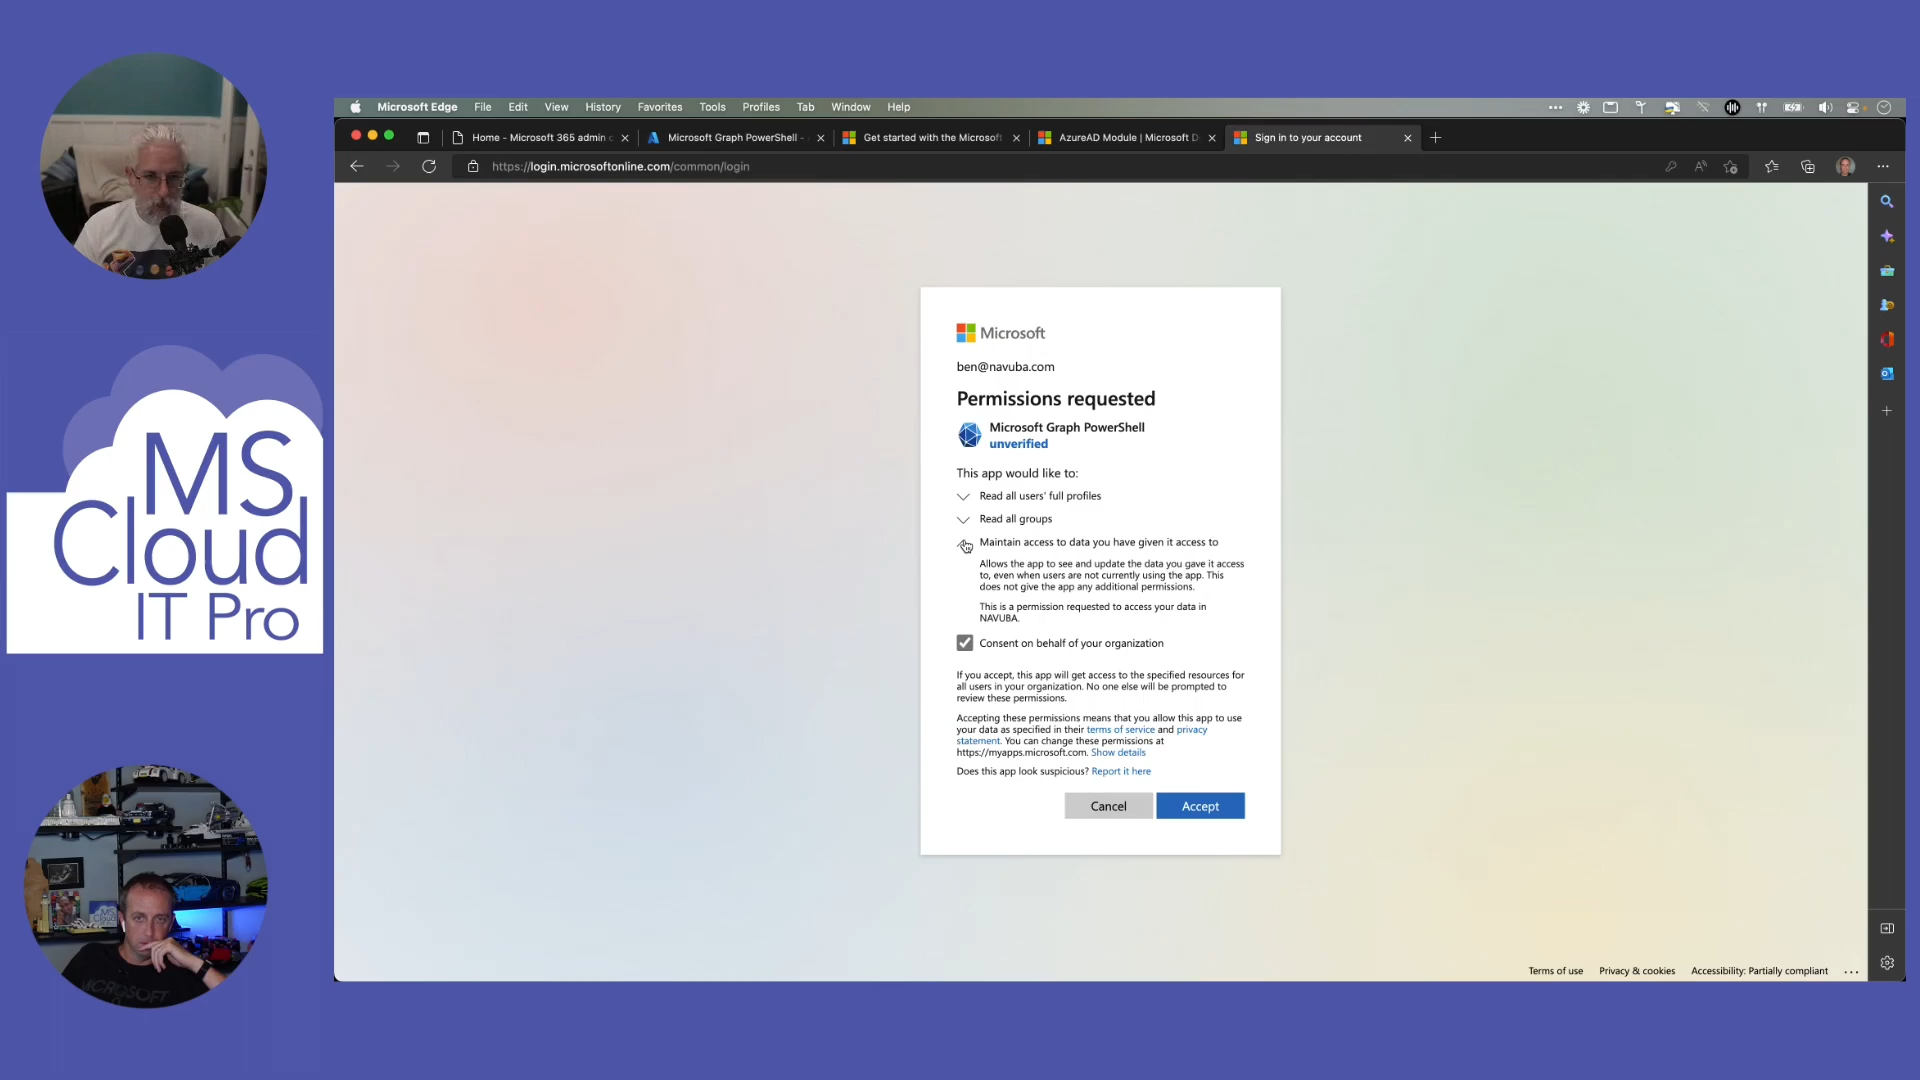 Microsoft Edge File Edit View History Favorites Tools Profiles Tab Window Help
Home - Microsoft 365 admin c
Microsoft Graph PowerShell -
Get started with the Microsoft
AzureAD Module | Microsoft D
Sign in to your account
https://login.microsoftonline.com/common/login
MS
Cloud
IT Pro
MICROSOFT
Microsoft
ben@navuba.com
Permissions requested
Microsoft Graph PowerShell
unverified
This app would like to:
Read all users' full profiles
Read all groups
Maintain access to data you have given it access to
Allows the app to see and update the data you gave it access
to, even when users are not currently using the app. This
does not give the app any additional permissions.
This is a permission requested to access your data in
NAVUBA.
Consent on behalf of your organization
If you accept, this app will get access to the specified resources for
all users in your organization. No one else will be prompted to
review these permissions.
Accepting these permissions means that you allow this app to use
your data as specified in their terms of service and privacy
statement. You can change these permissions at
https://myapps.microsoft.com. Show details
Does this app look suspicious? Report it here
Cancel Accept
Terms of use Privacy & cookies Accessibility: Partially compliant ...